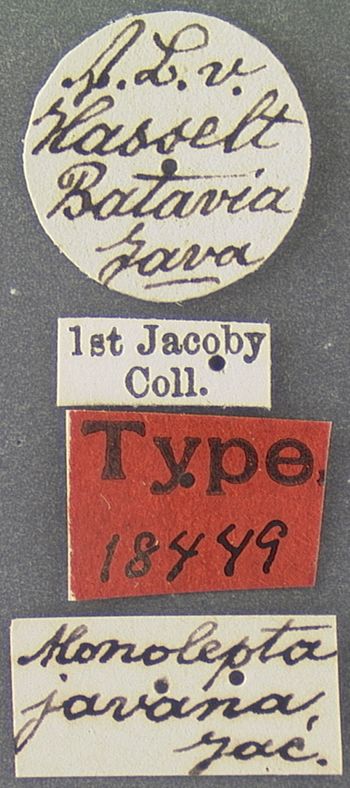 A. L. v.
Hasselt
Batavia
Java
1st Jacoby
Coll.
Type.
18449
Monolepta
javana,
Jac.